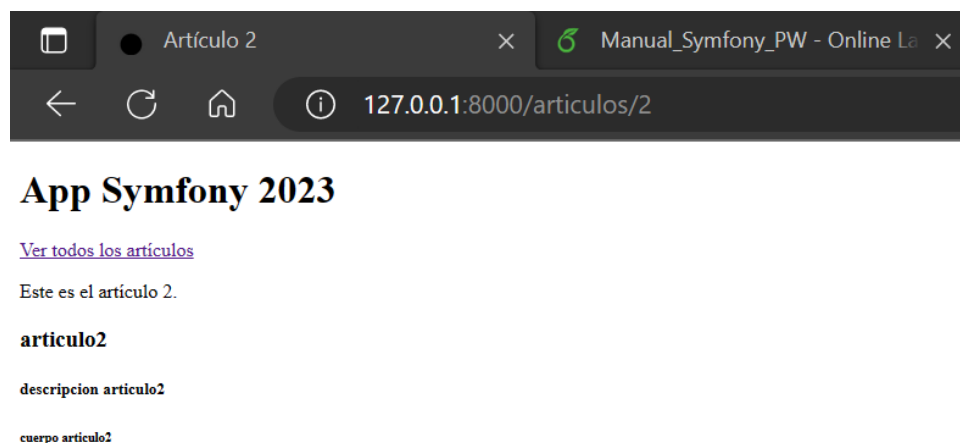 Artículo 2
Manual_Symfony_PW - Online La
127.0.0.1:8000/articulos/2
App Symfony 2023
Ver todos los artículos
Este es el artículo 2.
articulo2
descripcion articulo2
cuerpo articulo2